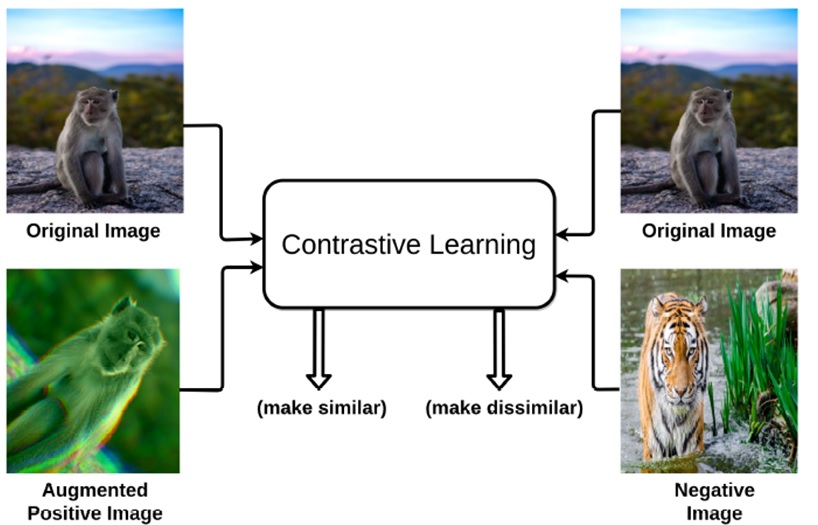 Original Image
Original Image
Contrastive Learning
(make similar)
(make dissimilar)
Augmented
Positive Image
Negative
Image